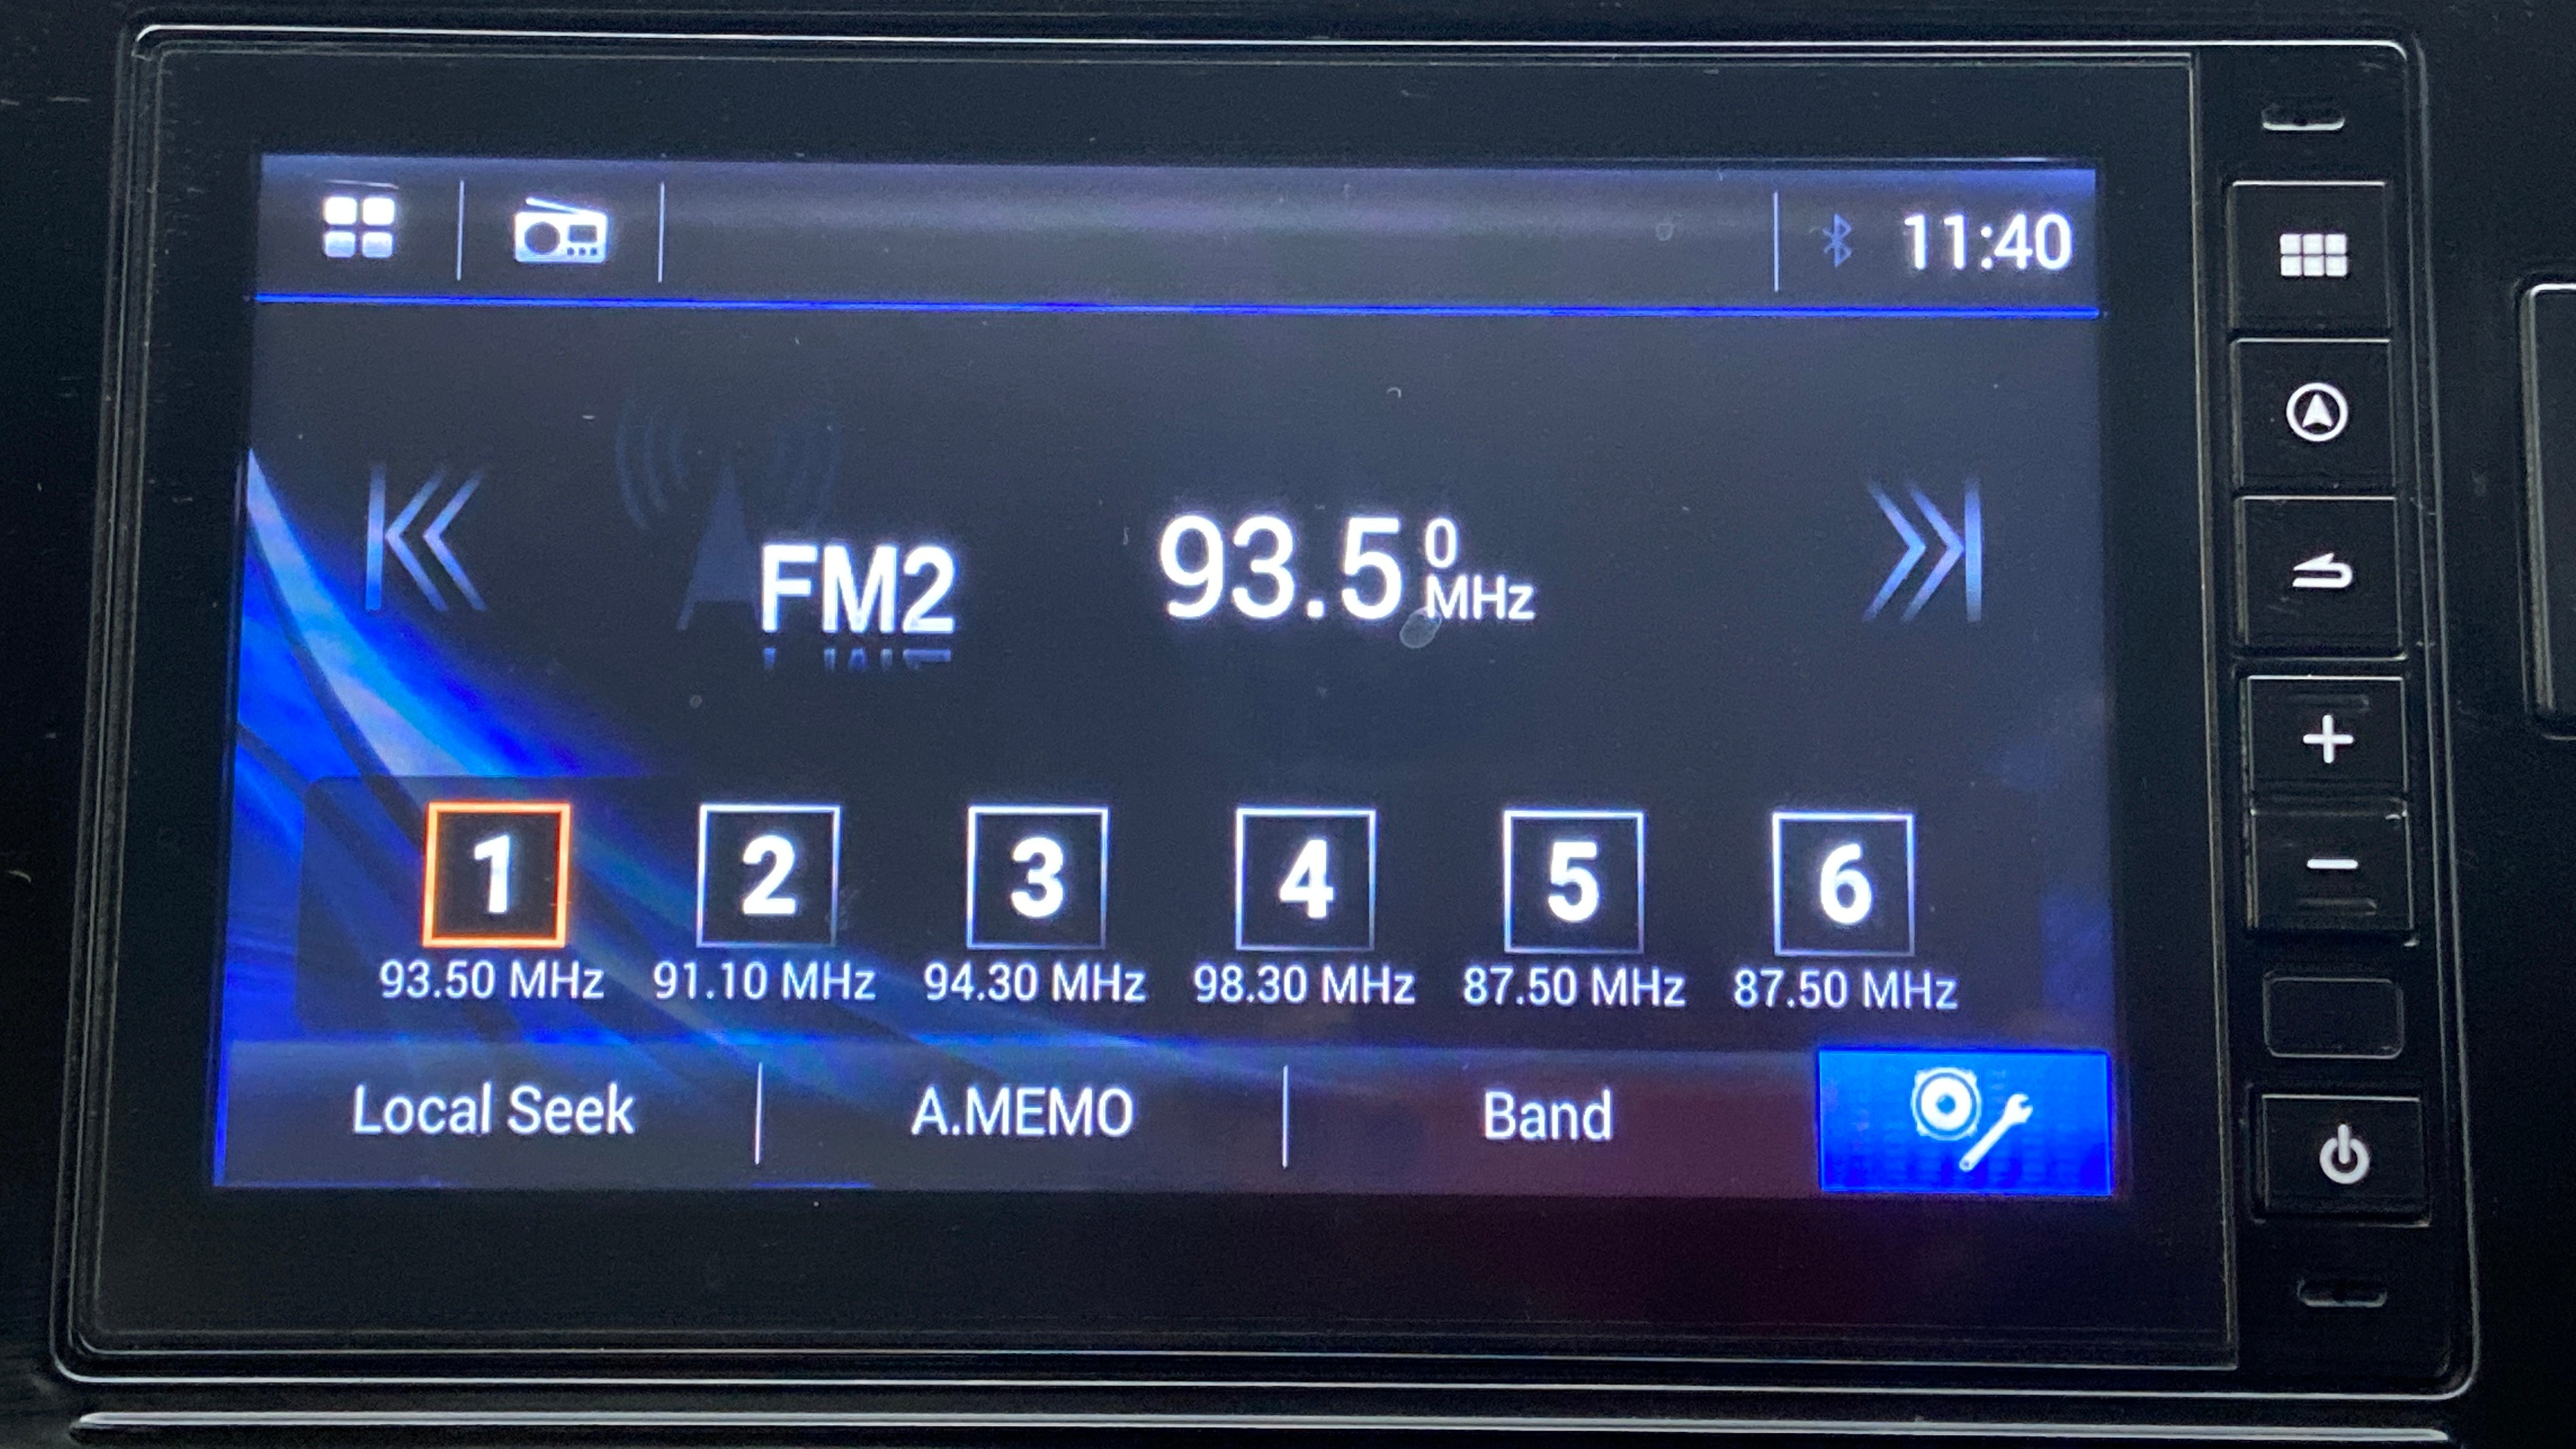 11:40
FM2
93.50 MHz
1 2 3 4 5 6
93.50 MHz 91.10 MHz 94.30 MHz 98.30 MHz 87.50 MHz 87.50 MHz
Local Seek A.MEMO Band